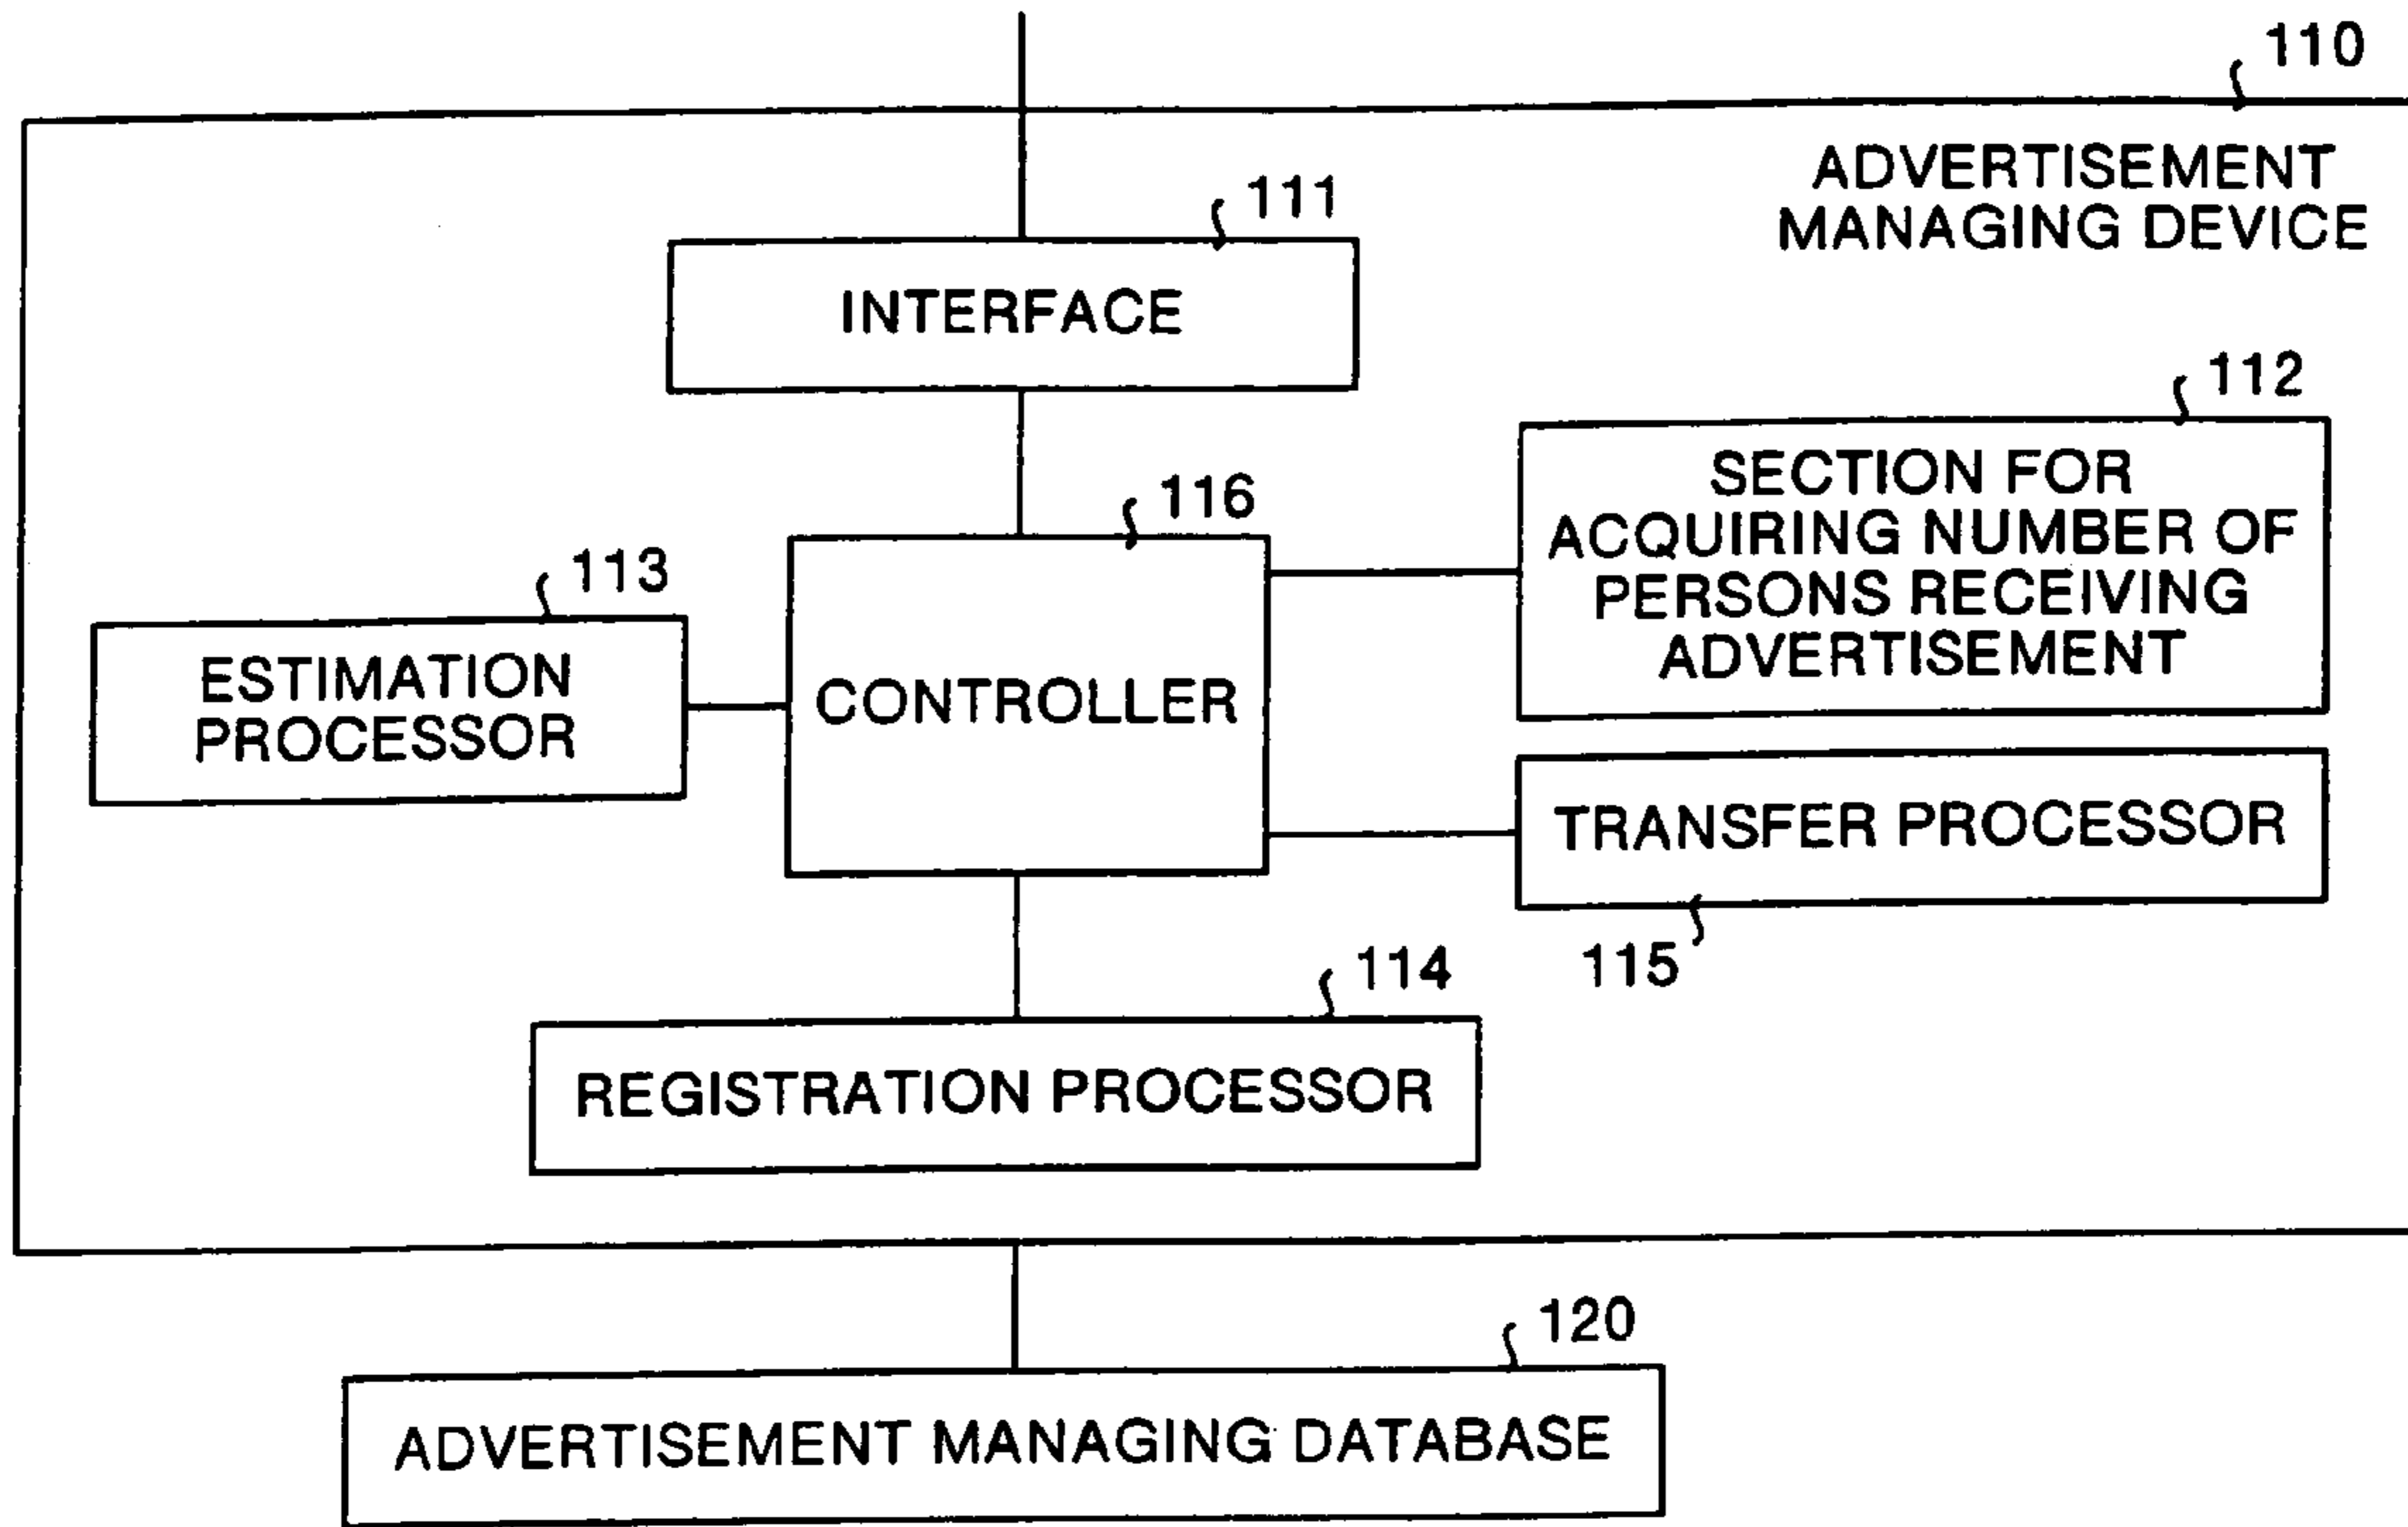 110
ADVERTISEMENT
MANAGING DEVICE
111
INTERFACE
112
SECTION FOR
ACQUIRING NUMBER OF
PERSONS RECEIVING
ADVERTISEMENT
116
CONTROLLER
113
ESTIMATION
PROCESSOR
TRANSFER PROCESSOR
115
114
REGISTRATION PROCESSOR
120
ADVERTISEMENT MANAGING DATABASE